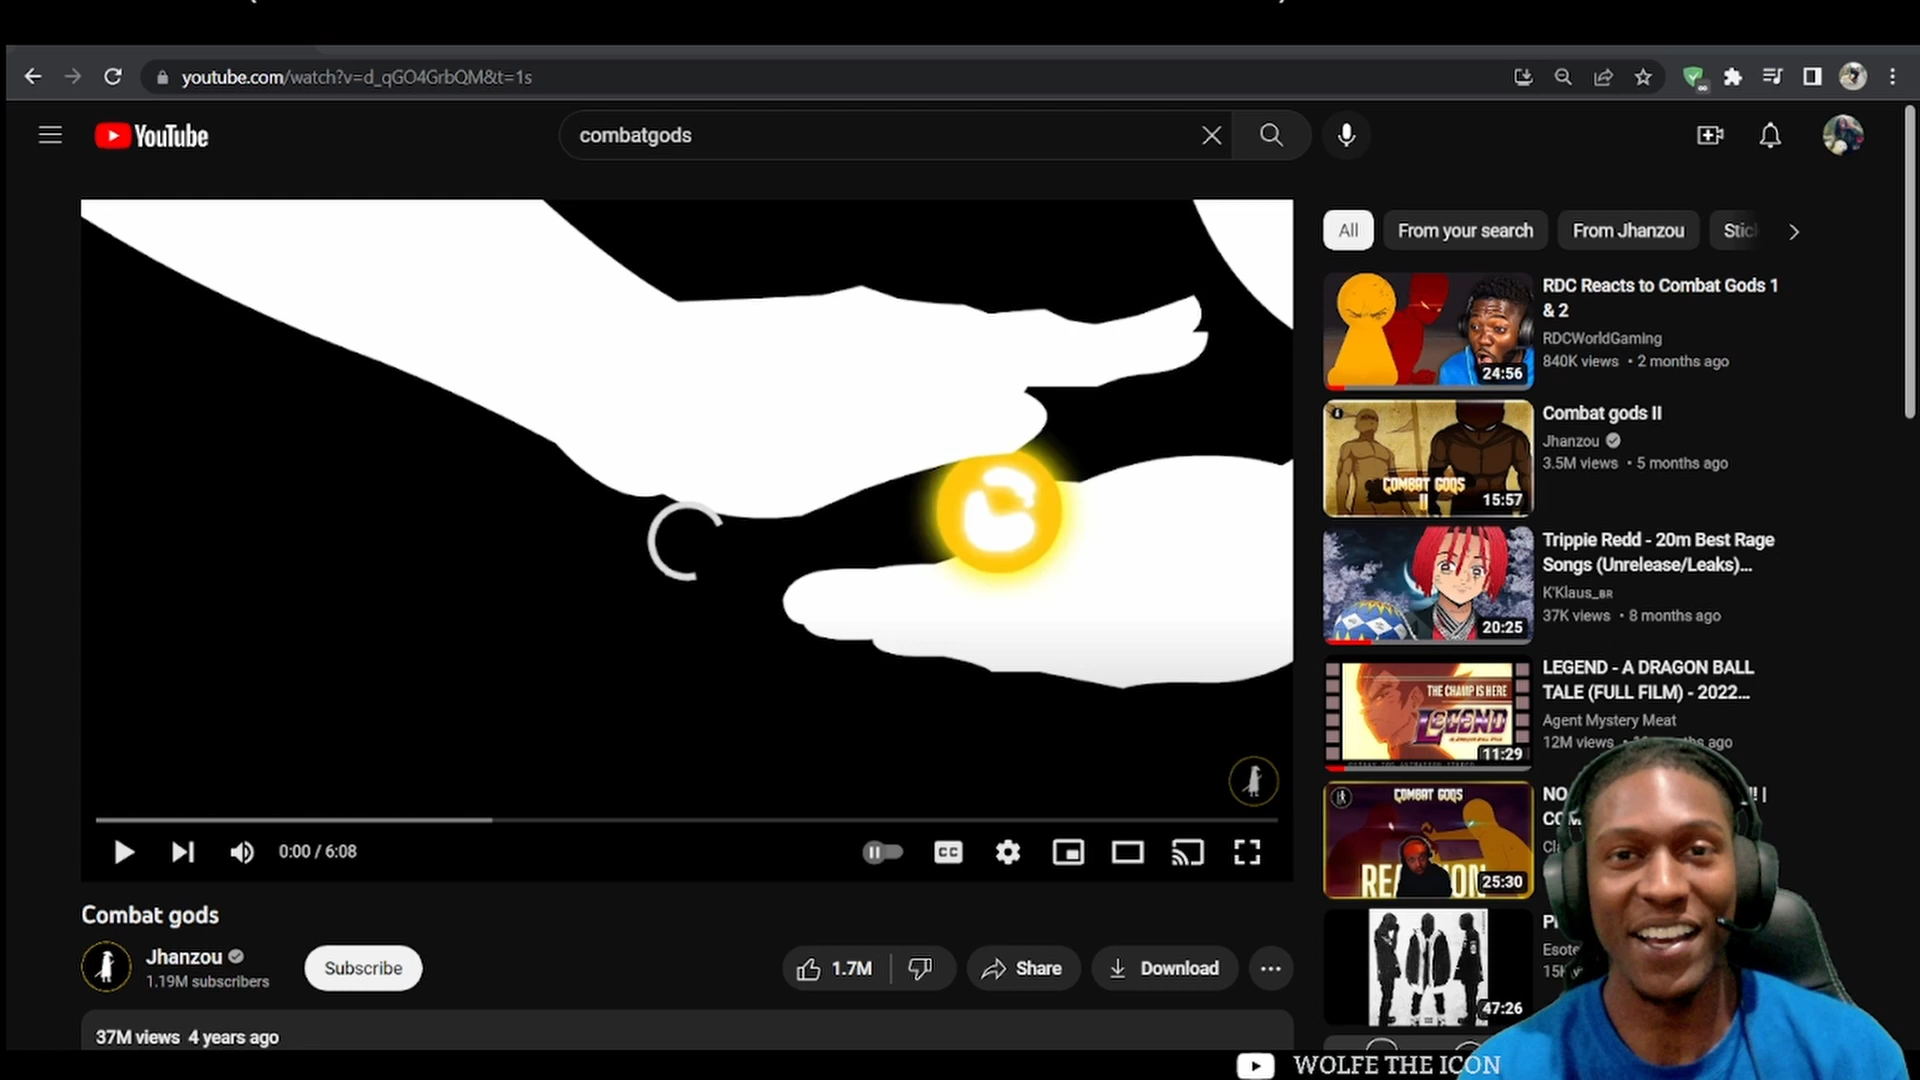 youtube.com/watch?v=d_qGO4GrbQM&t=1s
YouTube
combatgods
All
From your search
From Jhanzou
Stic
RDC Reacts to Combat Gods 1
& 2
RDCWorldGaming
840K views • 2 months ago
24:56
Combat gods II
Jhanzou
3.5M views • 5 months ago
COMBAT GODS
II
15:57
Trippie Redd - 20m Best Rage
Songs (Unrelease/Leaks)...
K'Klaus_BR
37K views • 8 months ago
20:25
LEGEND - A DRAGON BALL
TALE (FULL FILM) - 2022...
Agent Mystery Meat
12M views
ago
THE CHAMP IS HERE
LEGEND
11:29
COMBAT GODS
25:30
47:26
0:00 / 6:08
CC
Combat gods
Jhanzou
1.19M subscribers
Subscribe
1.7M
Share
Download
37M views 4 years ago
WOLFE THE ICON